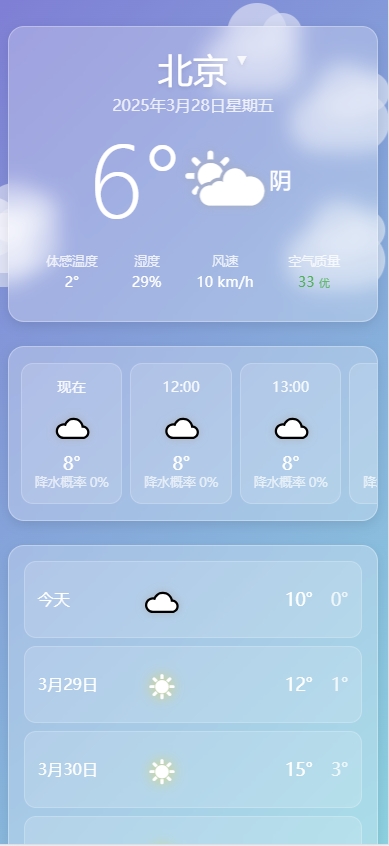 北京 ▼
2025年3月28日星期五
6° 阴
体感温度 湿度 风速 空气质量
2° 29% 10 km/h 33 优
现在 12:00 13:00
8° 8° 8°
降水概率 0% 降水概率 0% 降水概率 0% 降
今天 10° 0°
3月29日 12° 1°
3月30日 15° 3°